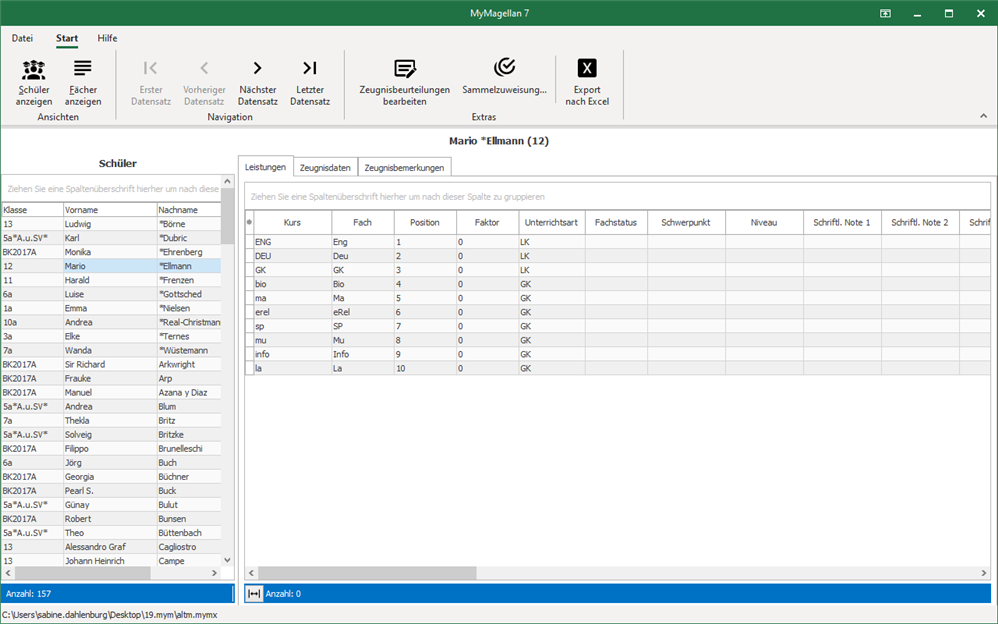 MyMagellan 7
Datei Start Hilfe
Schüler anzeigen
Fächer anzeigen
Erster Datensatz
Vorheriger Datensatz
Nächster Datensatz
Letzter Datensatz
Zeugnisbeurteilungen bearbeiten
Sammelzuweisung...
Export nach Excel
Ansichten Navigation Extras
Mario *Ellmann (12)
Schüler
Ziehen Sie eine Spaltenüberschrift hierher um nach diese
Klasse Vorname Nachname
13 Ludwig *Börne
5a*A.u.SV* Karl *Dubric
BK2017A Monika *Ehrenberg
12 Mario *Ellmann
11 Harald *Frenzen
6a Luise *Gottsched
1a Emma *Nielsen
10a Andrea *Real-Christman
3a Elke *Ternes
7a Wanda *Wüstemann
BK2017A Sir Richard Arkwright
BK2017A Frauke Arp
BK2017A Manuel Azana y Diaz
5a*A.u.SV* Andrea Blum
7a Thekla Britz
5a*A.u.SV* Solveig Britzke
BK2017A Filippo Brunelleschi
6a Jörg Buch
BK2017A Georgia Büchner
BK2017A Pearl S. Buck
5a*A.u.SV* Günay Bulut
BK2017A Robert Bunsen
5a*A.u.SV* Theo Büttenbach
13 Alessandro Graf Cagliostro
13 Johann Heinrich Campe
Anzahl: 157
Leistungen Zeugnisdaten Zeugnisbemerkungen
Ziehen Sie eine Spaltenüberschrift hierher um nach dieser Spalte zu gruppieren
Kurs Fach Position Faktor Unterrichtsart Fachstatus Schwerpunkt Niveau Schriftl. Note 1 Schriftl. Note 2 Schrif
ENG Eng 1 0 LK
DEU Deu 2 0 LK
GK GK 3 0 LK
bio Bio 4 0 GK
ma Ma 5 0 GK
erel eRel 6 0 GK
sp SP 7 0 GK
mu Mu 8 0 GK
info Info 9 0 GK
la La 10 0 GK
Anzahl: 0
C:\Users\sabine.dahlenburg\Desktop\19.mym\altm.mymx